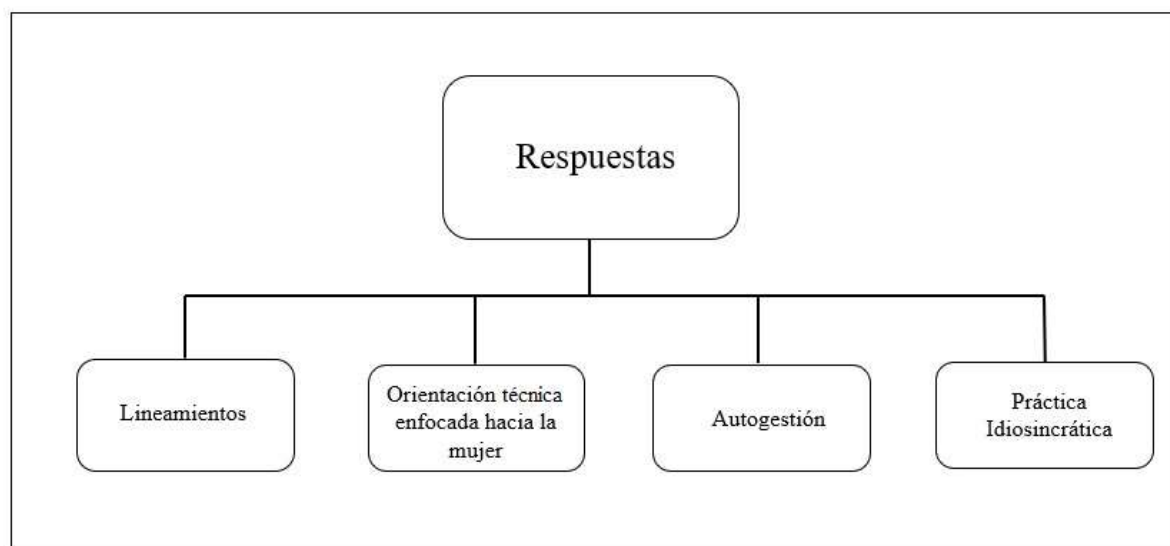 Respuestas
Lineamientos
Orientación técnica
enfocada hacia la
mujer
Autogestión
Práctica
Idiosincrática